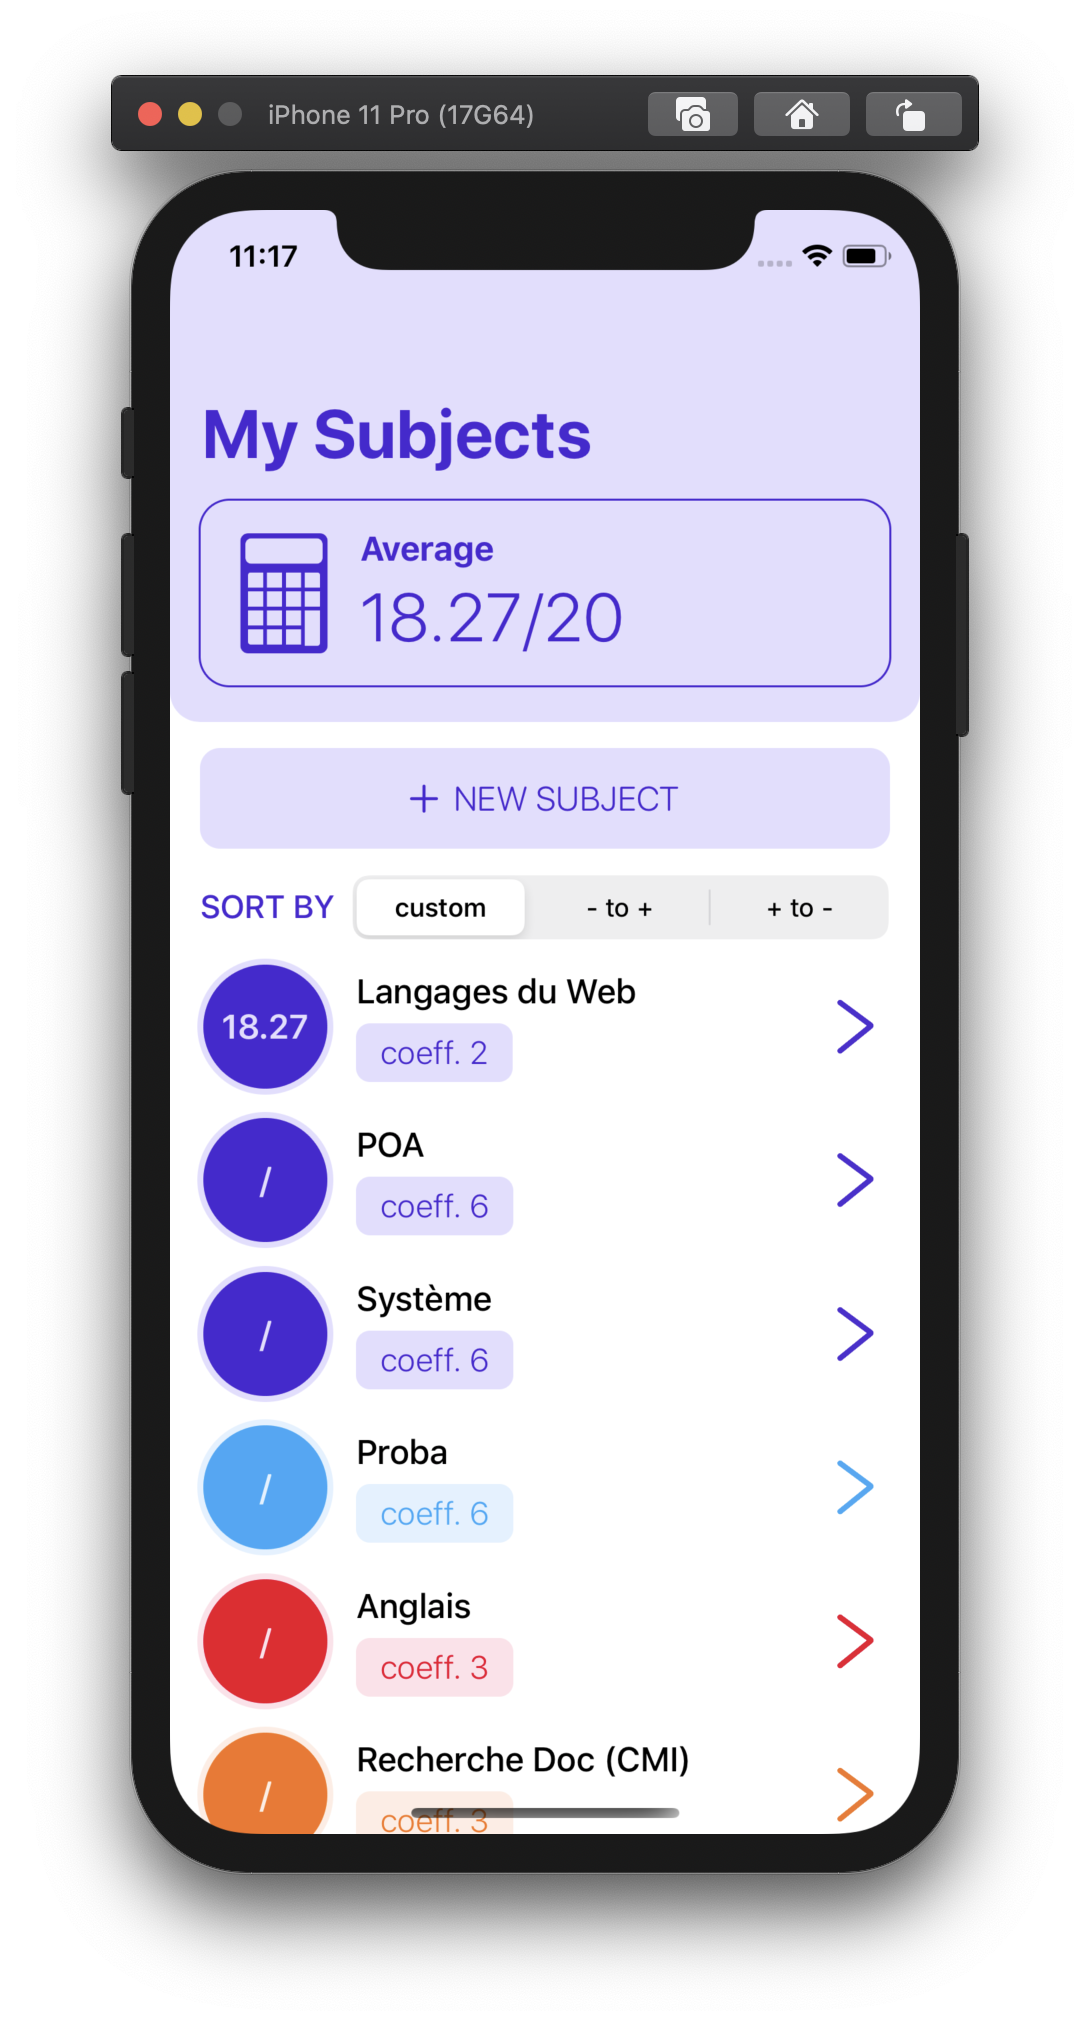 iPhone 11 Pro (17G64)
11:17
My Subjects
Average
18.27/20
+ NEW SUBJECT
SORT BY custom - to + + to -
Langages du Web
18.27
coeff. 2
POA
/
coeff. 6
Système
/
coeff. 6
Proba
/
coeff. 6
Anglais
/
coeff. 3
Recherche Doc (CMI)
/
coeff. 3